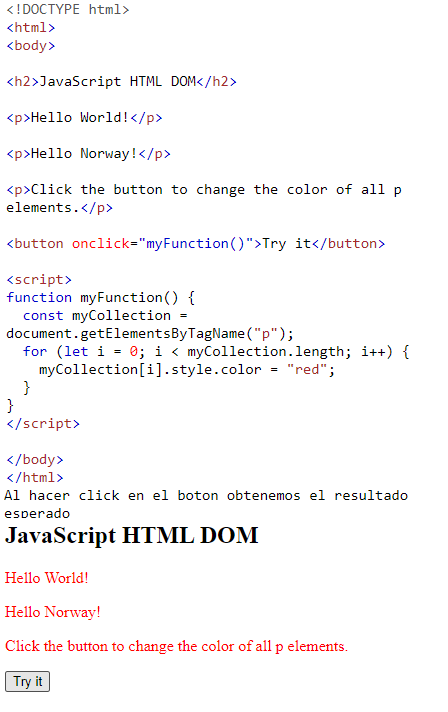 <!DOCTYPE html>
<html>
<body>
<h2>JavaScript HTML DOM</h2>
<p>Hello World!</p>
<p>Hello Norway!</p>
<p>Click the button to change the color of all p
elements.</p>
<button onclick="myFunction()">Try it</button>
<script>
function myFunction() {
  const myCollection =
document.getElementsByTagName("p");
  for (let i = 0; i < myCollection.length; i++) {
    myCollection[i].style.color = "red";
  }
}
</script>
</body>
</html>
Al hacer click en el boton obtenemos el resultado
esperado
JavaScript HTML DOM
Hello World!
Hello Norway!
Click the button to change the color of all p elements.
Try it